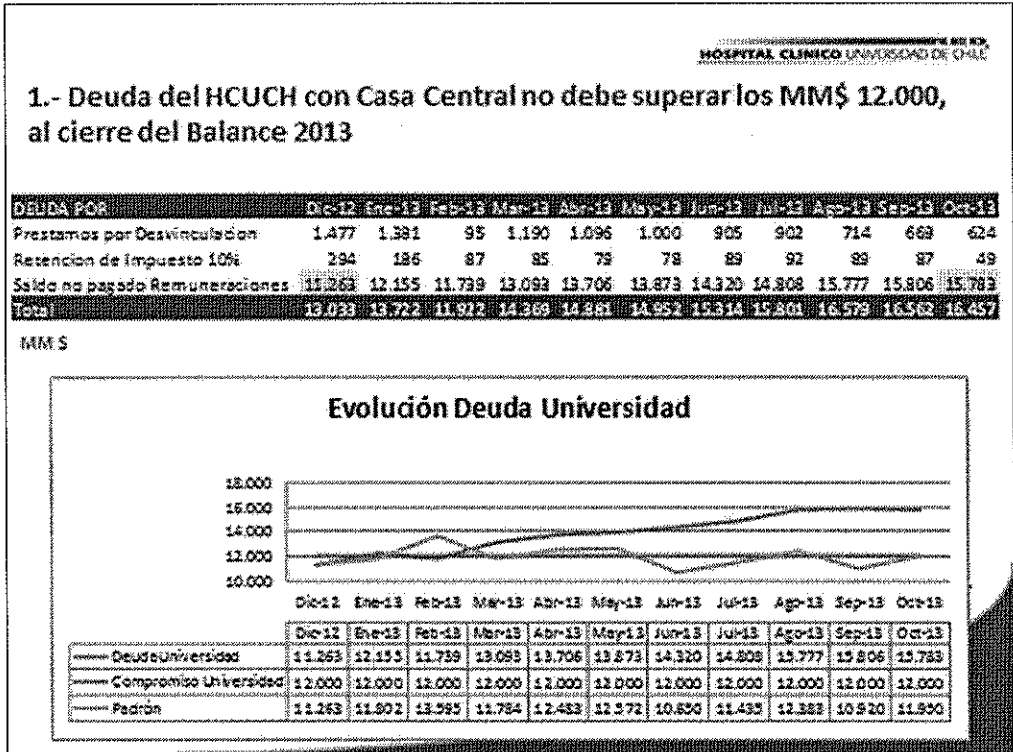 HOSPITAL CLINICO UNIVERSIDAD DE CHILE
1.- Deuda del HCUCH con Casa Central no debe superar los MM$ 12.000,
al cierre del Balance 2013
DEUDA POR Dic-12 Ene-13 Feb-13 Mar-13 Abr-13 May-13 Jun-13 Jul-13 Ago-13 Sep-13 Oct-13
Prestamos por Desvinculacion 1.477 1.381 95 1.190 1.096 1.000 905 902 714 668 624
Retencion de Impuesto 10% 294 186 87 85 79 78 89 92 89 87 49
Saldo no pagado Remuneraciones 11.263 12.155 11.739 13.093 13.706 13.873 14.320 14.808 15.777 15.806 15.783
Total 13.033 13.722 11.922 14.369 14.881 14.952 15.314 15.801 16.579 16.562 16.457
MM $
Evolución Deuda Universidad
18.000
16.000
14.000
12.000
10.000
Dic-12 Ene-13 Feb-13 Mar-13 Abr-13 May-13 Jun-13 Jul-13 Ago-13 Sep-13 Oct-13
Dic-12 Ene-13 Feb-13 Mar-13 Abr-13 May-13 Jun-13 Jul-13 Ago-13 Sep-13 Oct-13
Deuda Universidad 11.263 12.155 11.739 13.093 13.706 13.873 14.320 14.808 15.777 15.806 15.783
Compromiso Universidad 12.000 12.000 12.000 12.000 12.000 12.000 12.000 12.000 12.000 12.000 12.000
Padrón 11.263 11.802 13.595 11.784 12.483 12.572 10.650 11.435 12.383 10.920 11.950